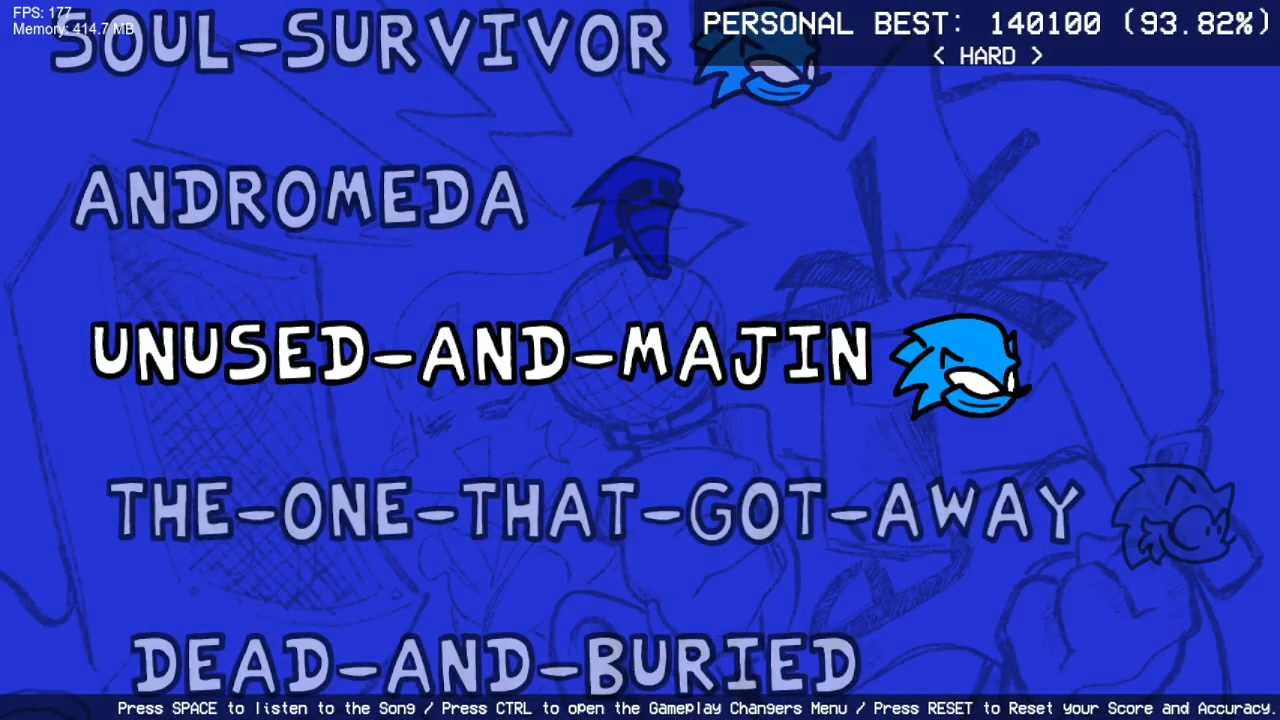 FPS: 177
Memory: 414.7 MB
PERSONAL BEST: 140100 (93.82%)
< HARD >
SOUL-SURVIVOR
ANDROMEDA
UNUSED-AND-MAJIN
THE-ONE-THAT-GOT-AWAY
DEAD-AND-BURIED
Press SPACE to listen to the Song / Press CTRL to open the Gameplay Changers Menu / Press RESET to Reset your Score and Accuracy.